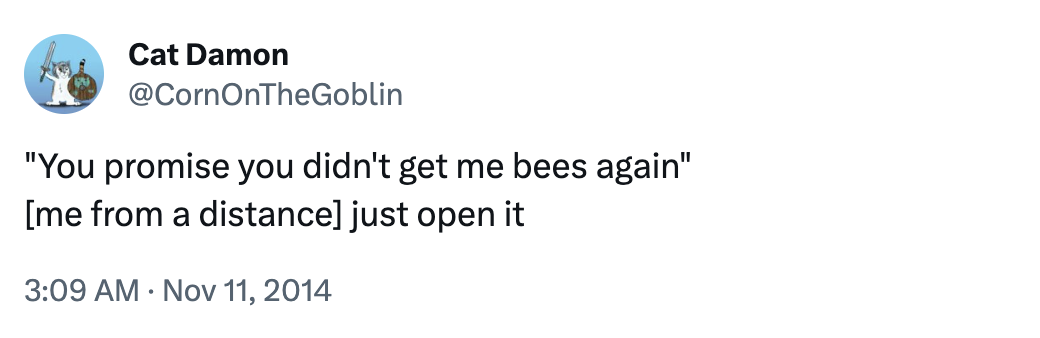 Cat Damon
@CornOnTheGoblin
"You promise you didn't get me bees again"
[me from a distance] just open it
3:09 AM · Nov 11, 2014